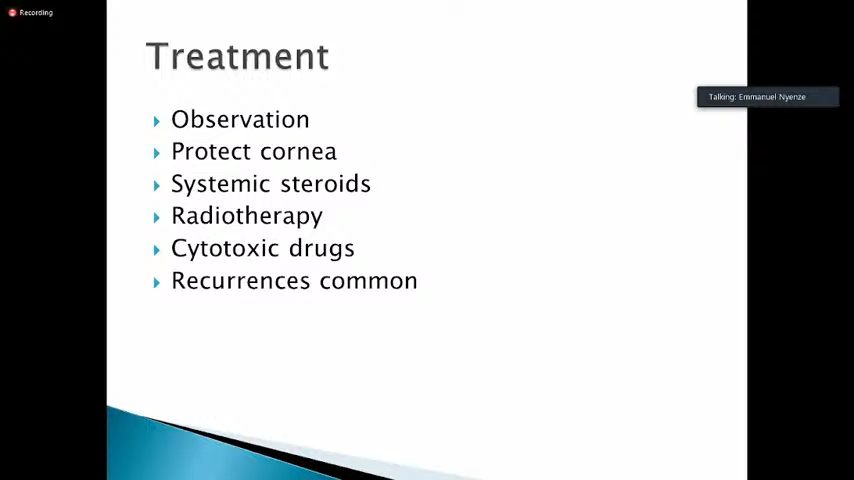 Recording
Treatment
Talking: Emmanuel Nyenze
Observation
Protect cornea
Systemic steroids
Radiotherapy
Cytotoxic drugs
Recurrences common